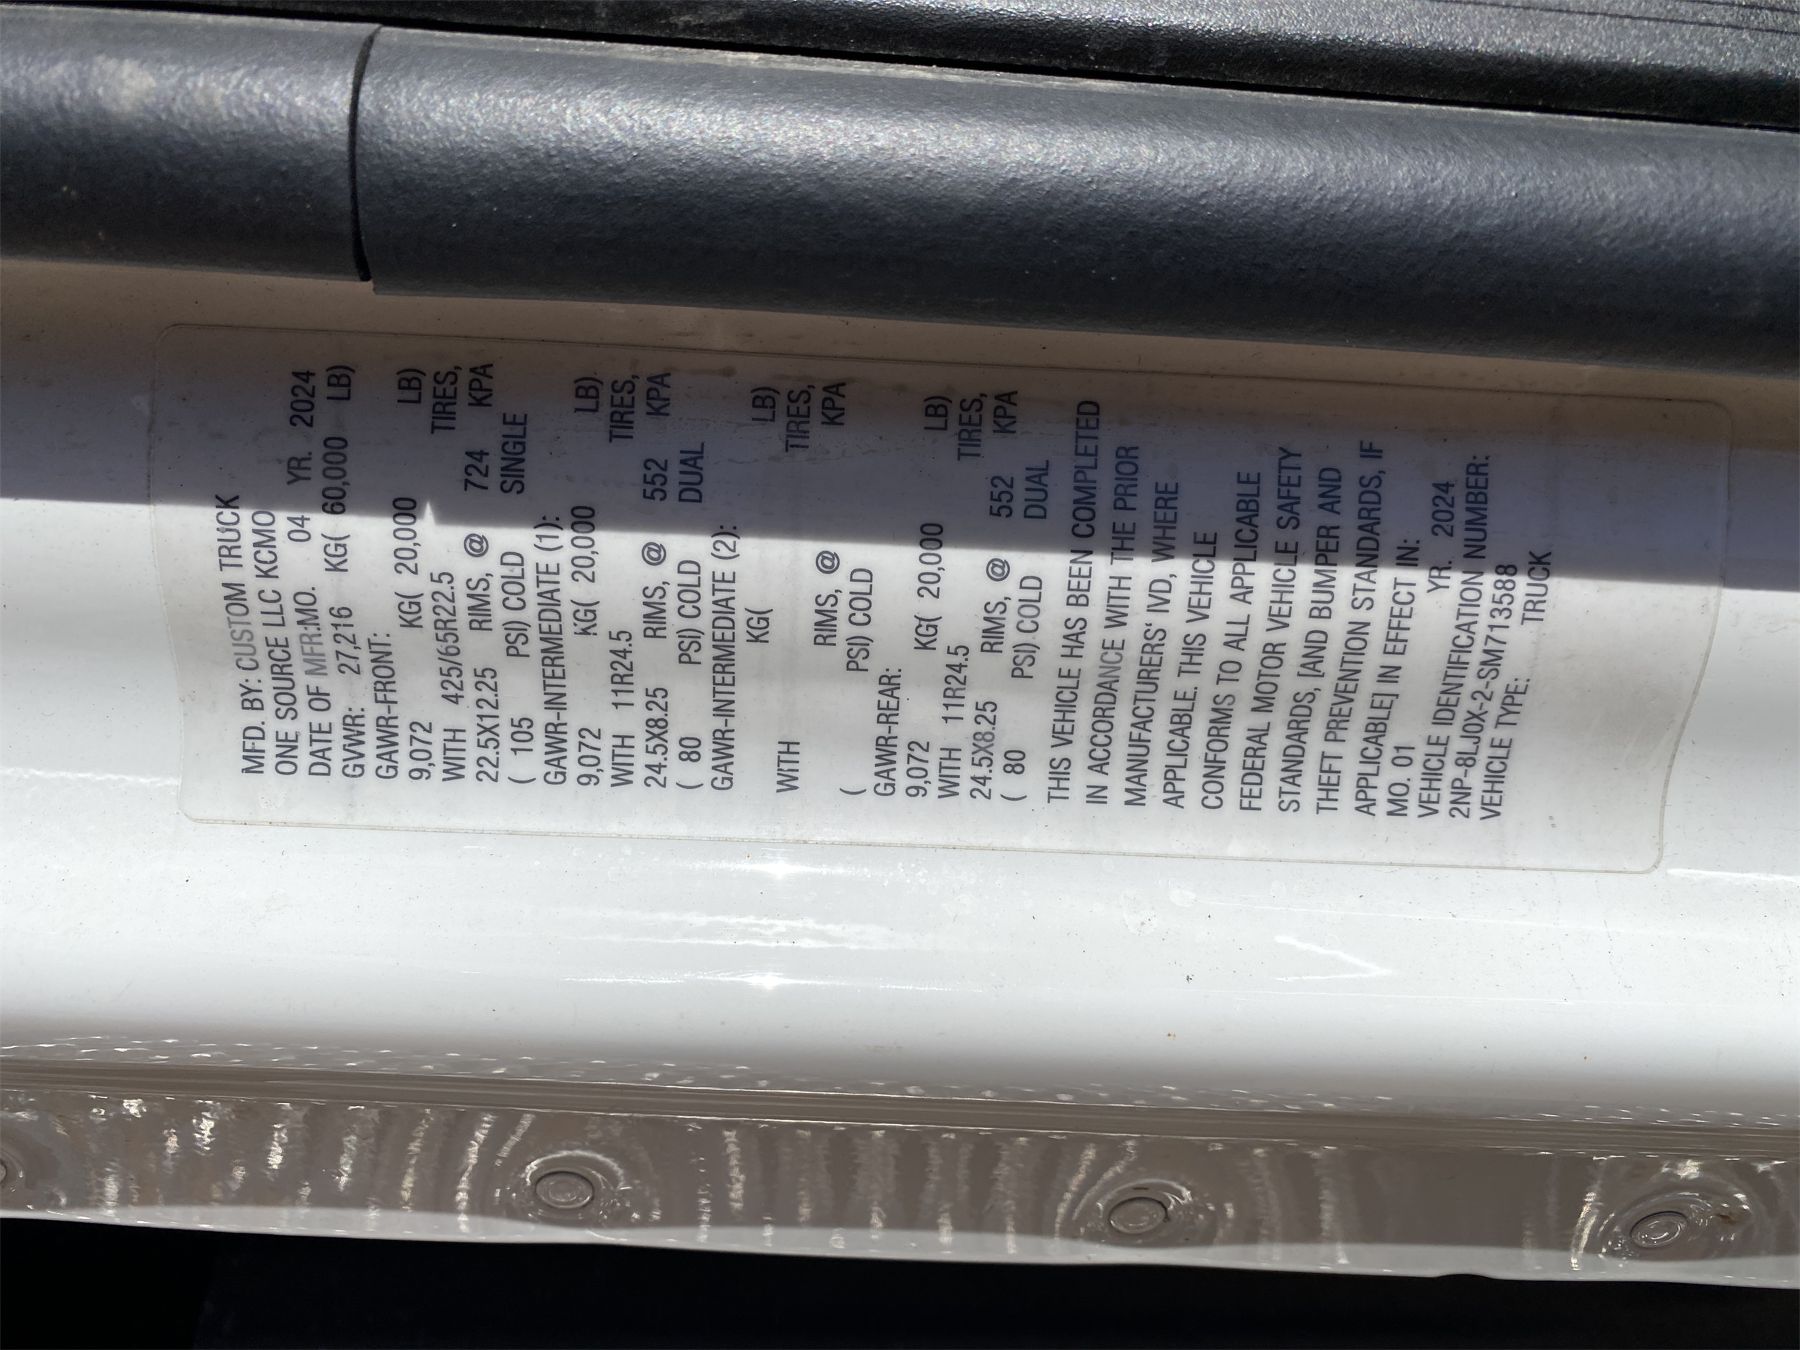 MFD. BY: CUSTOM TRUCK
ONE SOURCE LLC KCMO
DATE OF MFR:MO. 04 YR. 2024
GVWR: 27,216 KG( 60,000 LB)
GAWR-FRONT:
9,072 KG( 20,000 LB)
WITH 425/65R22.5 TIRES,
22.5X12.25 RIMS, @ 724 KPA
( 105 PSI) COLD SINGLE
GAWR-INTERMEDIATE (1):
9,072 KG( 20,000 LB)
WITH 11R24.5 TIRES,
24.5X8.25 RIMS, @ 552 KPA
( 80 PSI) COLD DUAL
GAWR-INTERMEDIATE (2):
KG( LB)
WITH TIRES,
RIMS, @ KPA
( PSI) COLD
GAWR-REAR:
9,072 KG( 20,000 LB)
WITH 11R24.5 TIRES,
24.5X8.25 RIMS, @ 552 KPA
( 80 PSI) COLD DUAL
THIS VEHICLE HAS BEEN COMPLETED
IN ACCORDANCE WITH THE PRIOR
MANUFACTURERS' IVD, WHERE
APPLICABLE. THIS VEHICLE
CONFORMS TO ALL APPLICABLE
FEDERAL MOTOR VEHICLE SAFETY
STANDARDS, [AND BUMPER AND
THEFT PREVENTION STANDARDS, IF
APPLICABLE] IN EFFECT IN:
MO. 01 YR. 2024
VEHICLE IDENTIFICATION NUMBER:
2NP-8LJ0X-2-SM713588
VEHICLE TYPE: TRUCK